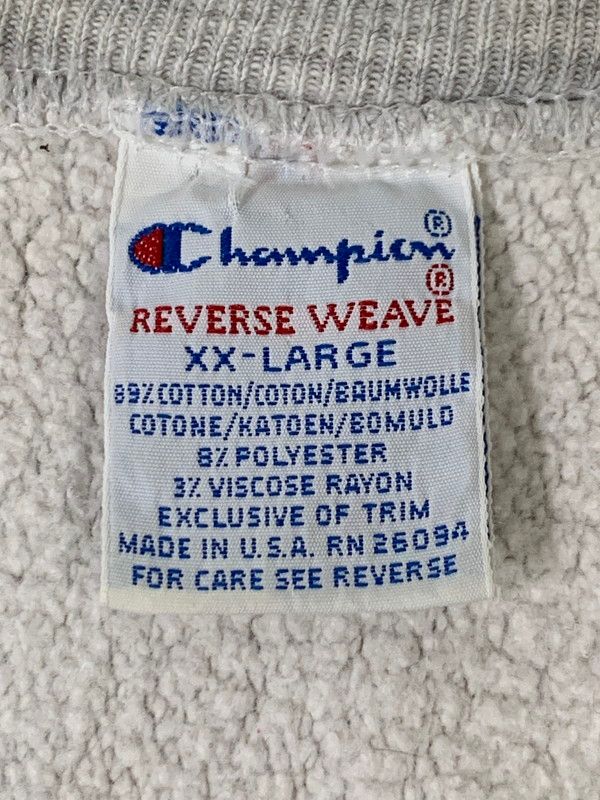 Champion®
REVERSE WEAVE®
XX-LARGE
89% COTTON/COTON/BAUMWOLLE
COTONE/KATOEN/BOMULD
8% POLYESTER
3% VISCOSE RAYON
EXCLUSIVE OF TRIM
MADE IN U.S.A. RN 26094
FOR CARE SEE REVERSE